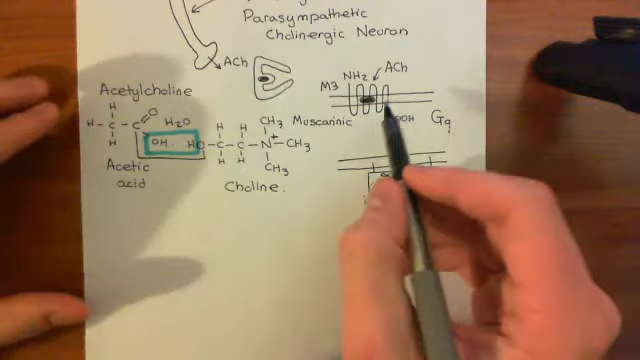 Parasympathetic
Cholinergic Neuron
ACh
NH2
ACh
M3
Acetylcholine
H
O
H2O
H-C-C
OH
HO-C-C-N+-CH3
H
H
H
CH3
Muscarinic
OOH
Gq
H
H
H
CH3
Acetic
acid
Choline.